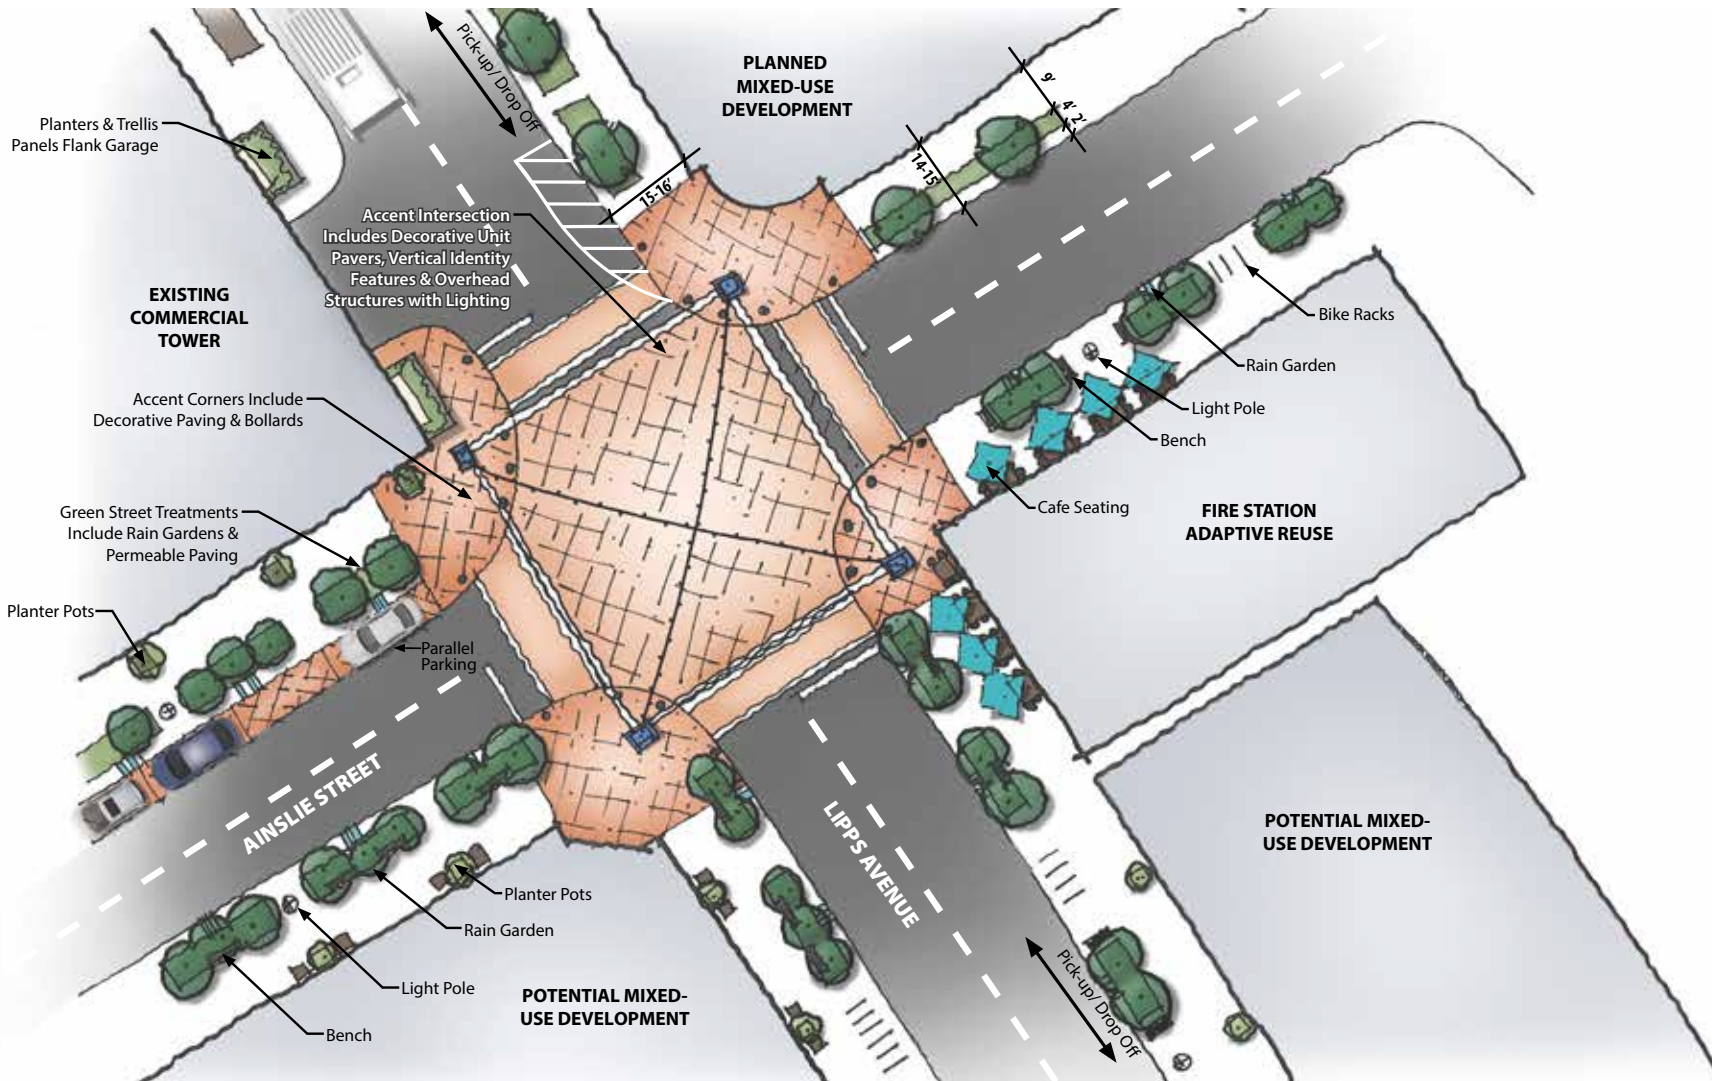 Pick-up/ Drop Off
PLANNED
MIXED-USE
DEVELOPMENT
9'
4'
2'
14-15'
15-16'
Planters & Trellis
Panels Flank Garage
Accent Intersection
Includes Decorative Unit
Pavers, Vertical Identity
Features & Overhead
Structures with Lighting
EXISTING
COMMERCIAL
TOWER
Bike Racks
Rain Garden
Light Pole
Bench
Cafe Seating
Accent Corners Include
Decorative Paving & Bollards
FIRE STATION
ADAPTIVE REUSE
Green Street Treatments
Include Rain Gardens &
Permeable Paving
Planter Pots
Parallel
Parking
AINSLIE STREET
LIPPS AVENUE
POTENTIAL MIXED-
USE DEVELOPMENT
Planter Pots
Rain Garden
Light Pole
Bench
POTENTIAL MIXED-
USE DEVELOPMENT
Pick-up/ Drop Off